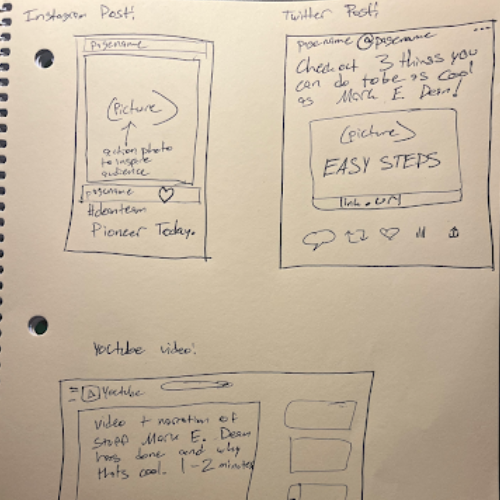 Instagram Post!
pagename
(Picture)
action photo
to inspire
audience
pagename
#deanteam
Pioneer Today.
Twitter Post!
pagename @pagename
Check out 3 things you
can do to be as cool
as Mark E. Dean!
(picture)
EASY STEPS
link.url
Youtube video!
Youtube
video + narration of
stuff Mark E. Dean
has done and why
thats cool. 1-2 minutes